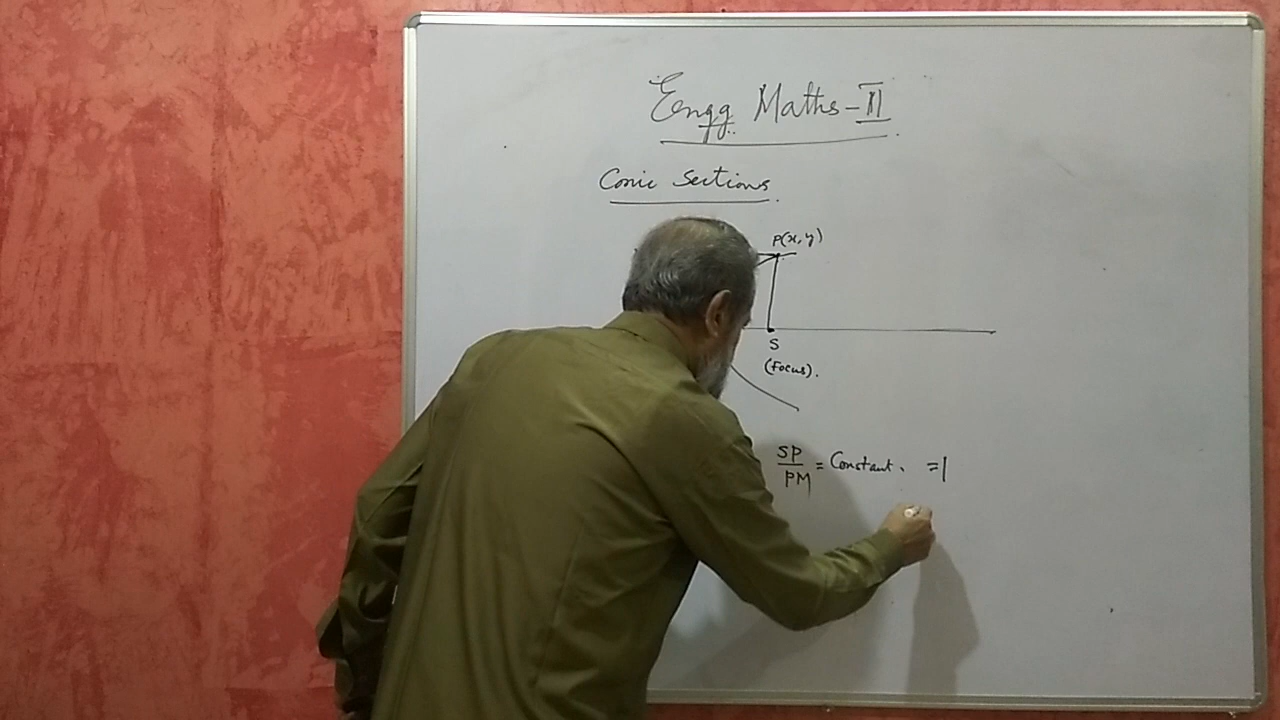 Engg Maths-II
Conic Sections.
P(x,y)
S
(Focus).
SP/PM = Constant. =1